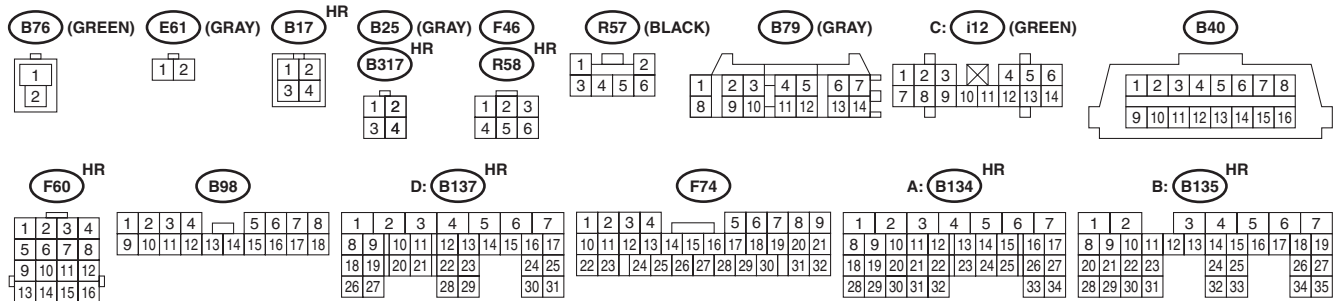 B76 (GREEN) E61 (GRAY) B17 HR B25 (GRAY) F46 R57 (BLACK) B79 (GRAY) C: i12 (GREEN) B40
B317 HR R58 HR
1
2
1 2
1 2
3 4
1 2
3 4
1 2 3
4 5 6
1 2
3 4 5 6
1 2 3 4 5 6 7
8 9 10 11 12 13 14
1 2 3 4 5 6
7 8 9 10 11 12 13 14
1 2 3 4 5 6 7 8
9 10 11 12 13 14 15 16
F60 HR B98 D: B137 HR F74 A: B134 HR B: B135 HR
1 2 3 4
5 6 7 8
9 10 11 12
13 14 15 16
1 2 3 4 5 6 7 8
9 10 11 12 13 14 15 16 17 18
1 2 3 4 5 6 7
8 9 10 11 12 13 14 15 16 17
18 19 20 21 22 23 24 25
26 27 28 29 30 31
1 2 3 4 5 6 7 8 9
10 11 12 13 14 15 16 17 18 19 20 21
22 23 24 25 26 27 28 29 30 31 32
1 2 3 4 5 6 7
8 9 10 11 12 13 14 15 16 17
18 19 20 21 22 23 24 25 26 27
28 29 30 31 32 33 34
1 2 3 4 5 6 7
8 9 10 11 12 13 14 15 16 17 18 19
20 21 22 23 24 25 26 27
28 29 30 31 32 33 34 35